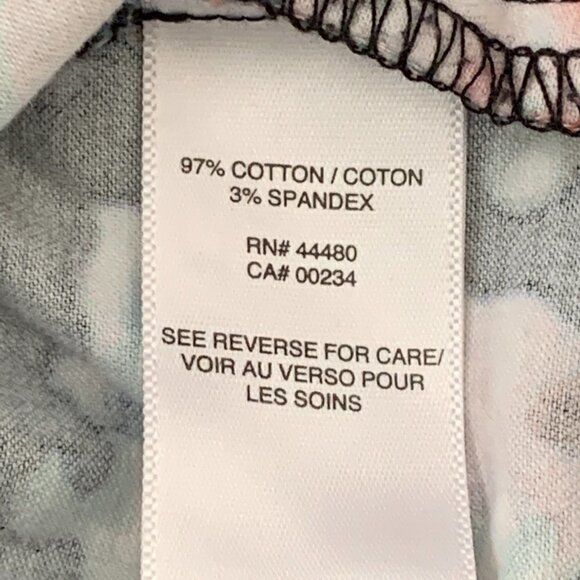 97% COTTON / COTON
3% SPANDEX
RN# 44480
CA# 00234
SEE REVERSE FOR CARE/
VOIR AU VERSO POUR
LES SOINS